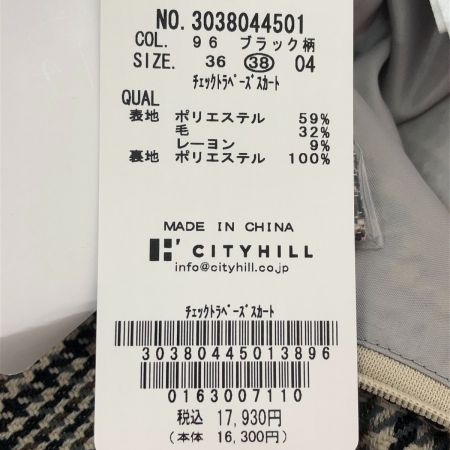 NO. 3038044501
COL. 96 ブラック柄
SIZE. 36 38 04
ﾁｪｯｸﾄﾗﾍﾟｰｽﾞｽｶｰﾄ
QUAL
表地 ポリエステル 59%
毛 32%
レーヨン 9%
裏地 ポリエステル 100%
MADE IN CHINA
CITYHILL
info@cityhill.co.jp
ﾁｪｯｸﾄﾗﾍﾟｰｽﾞｽｶｰﾄ
30380445013896
0163007110
税込 17,930円
(本体 16,300円)